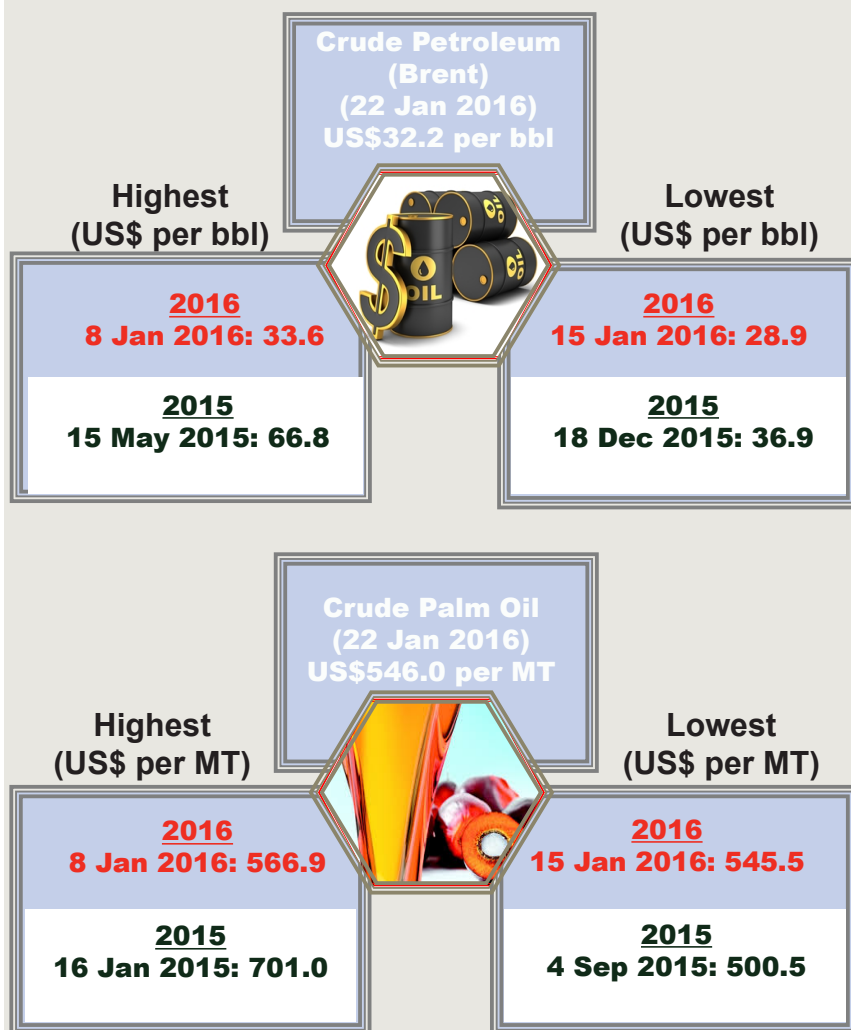 Crude Petroleum
(Brent)
(22 Jan 2016)
US$32.2 per bbl
Highest
(US$ per bbl)
Lowest
(US$ per bbl)
OIL
OIL
OIL
2016
8 Jan 2016: 33.6
2016
15 Jan 2016: 28.9
2015
15 May 2015: 66.8
2015
18 Dec 2015: 36.9
Crude Palm Oil
(22 Jan 2016)
US$546.0 per MT
Highest
(US$ per MT)
Lowest
(US$ per MT)
2016
8 Jan 2016: 566.9
2016
15 Jan 2016: 545.5
2015
16 Jan 2015: 701.0
2015
4 Sep 2015: 500.5